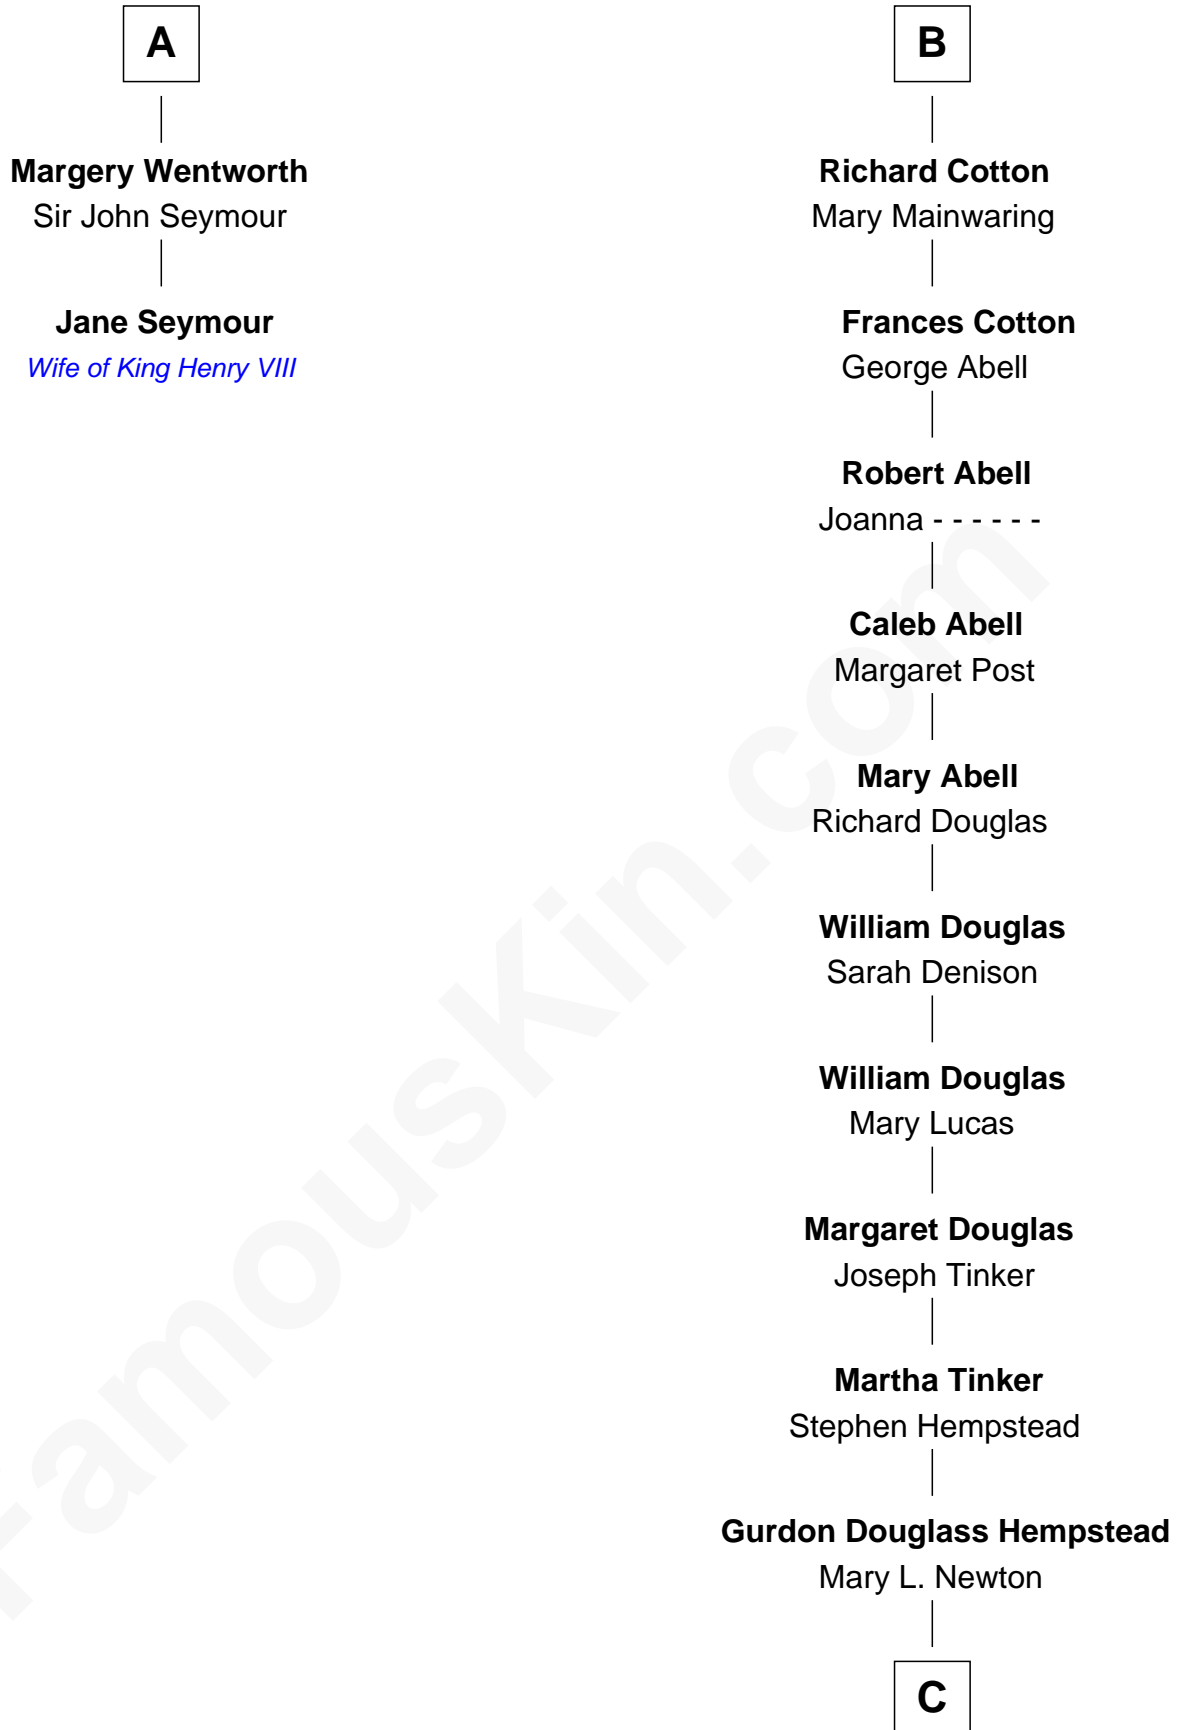 A
Margery Wentworth
Sir John Seymour
Jane Seymour
Wife of King Henry VIII
B
Richard Cotton
Mary Mainwaring
Frances Cotton
George Abell
Robert Abell
Joanna - - - - - -
Caleb Abell
Margaret Post
Mary Abell
Richard Douglas
William Douglas
Sarah Denison
William Douglas
Mary Lucas
Margaret Douglas
Joseph Tinker
Martha Tinker
Stephen Hempstead
Gurdon Douglass Hempstead
Mary L. Newton
C
FamousKin.com